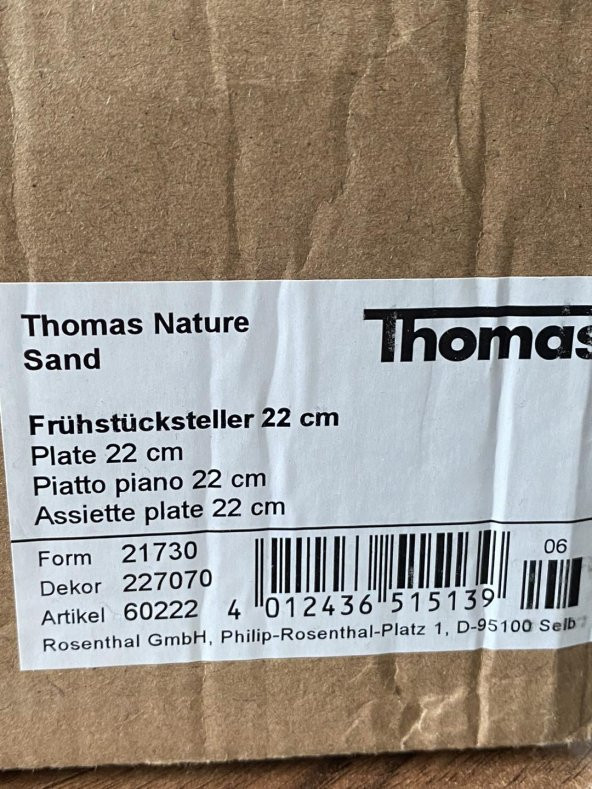 Thomas Nature
Sand
Thomas
Frühstücksteller 22 cm
Plate 22 cm
Piatto piano 22 cm
Assiette plate 22 cm
Form 21730
Dekor 227070
Artikel 60222
4 012436 515139
06
Rosenthal GmbH, Philip-Rosenthal-Platz 1, D-95100 Selb